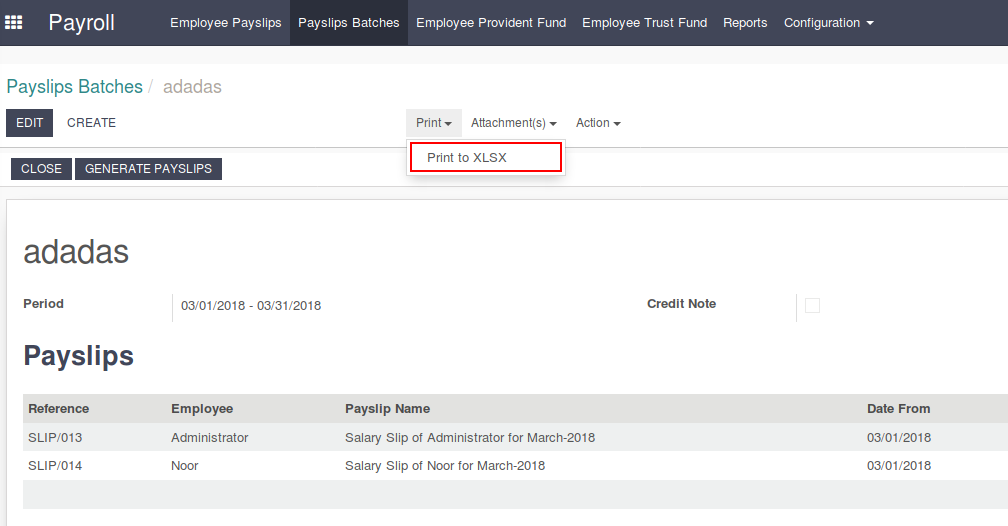 Payroll Employee Payslips Payslips Batches Employee Provident Fund Employee Trust Fund Reports Configuration
Payslips Batches / adadas
EDIT CREATE Print Attachment(s) Action
Print to XLSX
CLOSE GENERATE PAYSLIPS
adadas
Period 03/01/2018 - 03/31/2018 Credit Note
Payslips
Reference Employee Payslip Name Date From
SLIP/013 Administrator Salary Slip of Administrator for March-2018 03/01/2018
SLIP/014 Noor Salary Slip of Noor for March-2018 03/01/2018